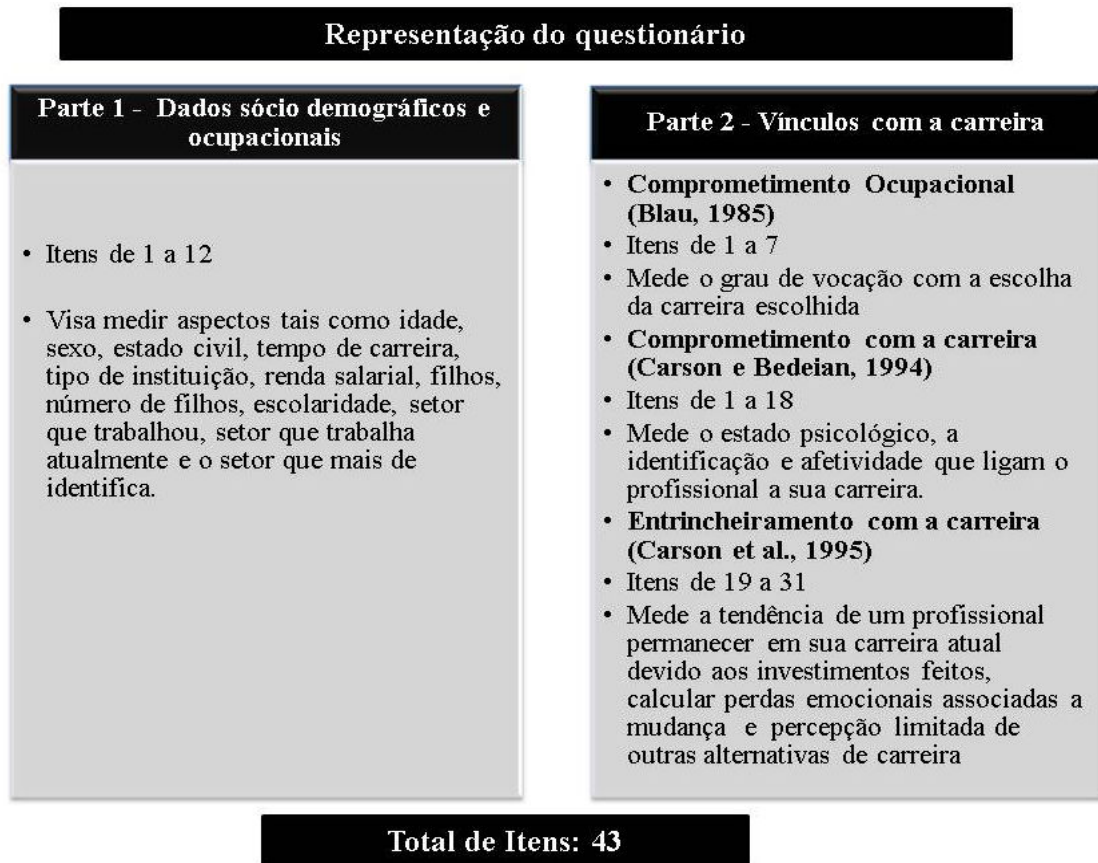 Representação do questionário
Parte 1 - Dados sócio demográficos e
ocupacionais
• Itens de 1 a 12
• Visa medir aspectos tais como idade,
sexo, estado civil, tempo de carreira,
tipo de instituição, renda salarial, filhos,
número de filhos, escolaridade, setor
que trabalhou, setor que trabalha
atualmente e o setor que mais de
identifica.
Parte 2 - Vínculos com a carreira
• Comprometimento Ocupacional
(Blau, 1985)
• Itens de 1 a 7
• Mede o grau de vocação com a escolha
da carreira escolhida
• Comprometimento com a carreira
(Carson e Bedeian, 1994)
• Itens de 1 a 18
• Mede o estado psicológico, a
identificação e afetividade que ligam o
profissional a sua carreira.
• Entrincheiramento com a carreira
(Carson et al., 1995)
• Itens de 19 a 31
• Mede a tendência de um profissional
permanecer em sua carreira atual
devido aos investimentos feitos,
calcular perdas emocionais associadas a
mudança e percepção limitada de
outras alternativas de carreira
Total de Itens: 43